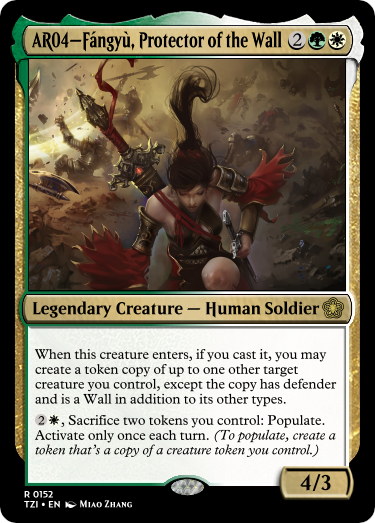 AR04–Fángyù, Protector of the Wall 2
Legendary Creature — Human Soldier
When this creature enters, if you cast it, you may
create a token copy of up to one other target
creature you control, except the copy has defender
and is a Wall in addition to its other types.
2, Sacrifice two tokens you control: Populate.
Activate only once each turn. (To populate, create a
token that's a copy of a creature token you control.)
4/3
R 0152
TZI • EN Miao Zhang